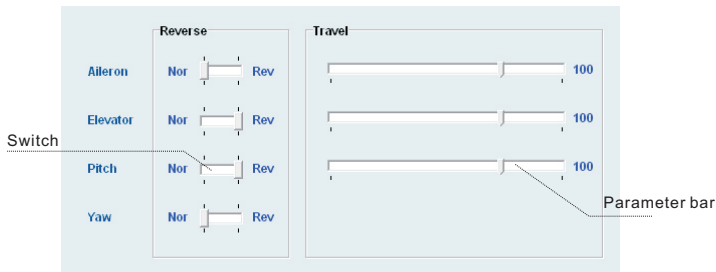 Reverse Travel
Aileron Nor Rev 100
Elevator Nor Rev 100
Switch
Pitch Nor Rev 100
Parameter bar
Yaw Nor Rev